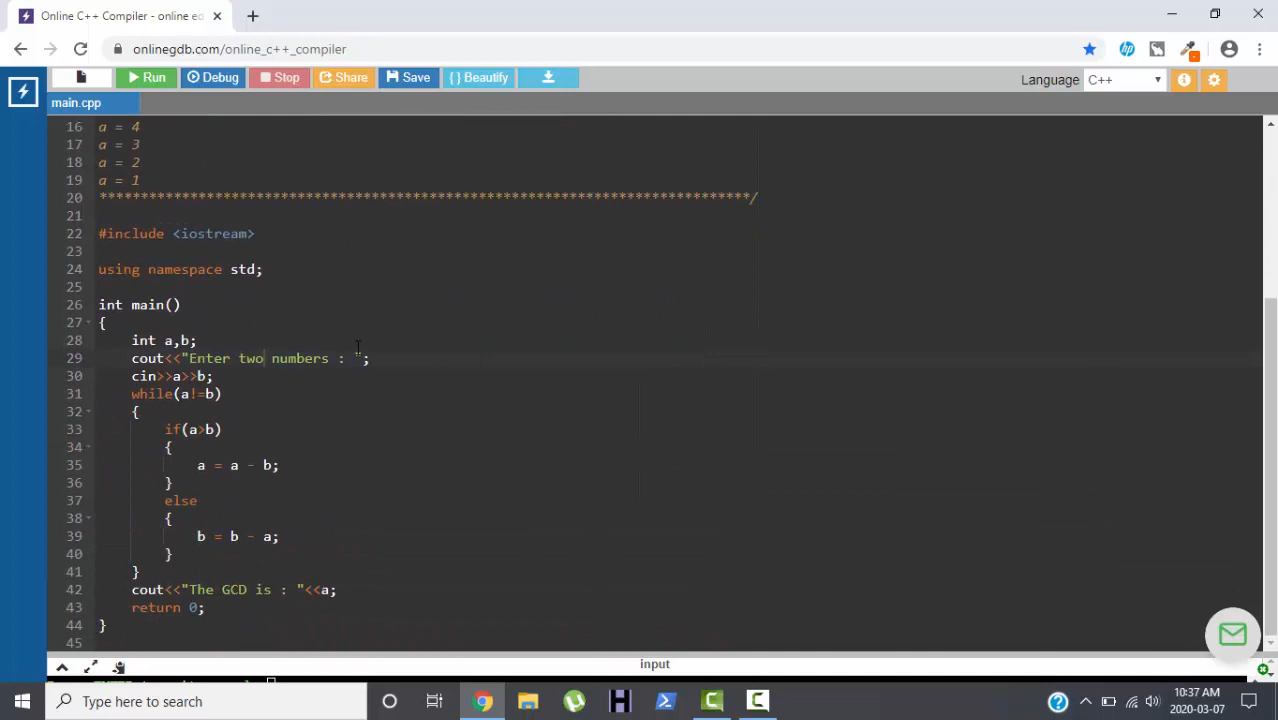 Online C++ Compiler - online ed
onlinegdb.com/online_c++_compiler
Run Debug Stop Share Save { } Beautify Language C++
main.cpp
16 a = 4
17 a = 3
18 a = 2
19 a = 1
20 *******************************************************************************/
21
22 #include <iostream>
23
24 using namespace std;
25
26 int main()
27 {
28 int a,b;
29 cout<<"Enter two numbers : ";
30 cin>>a>>b;
31 while(a!=b)
32 {
33 if(a>b)
34 {
35 a = a - b;
36 }
37 else
38 {
39 b = b - a;
40 }
41 }
42 cout<<"The GCD is : "<<a;
43 return 0;
44 }
45
input
Type here to search
10:37 AM
2020-03-07